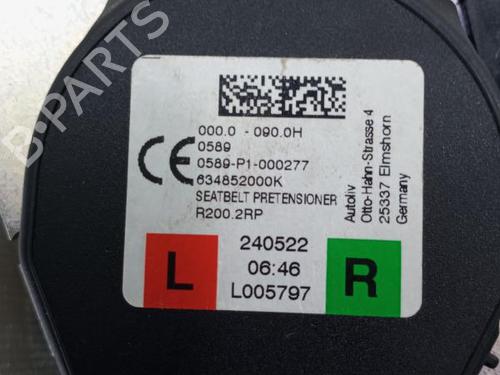 000.0 - 090.0H
0589
0589-P1-000277
634852000K
SEATBELT PRETENSIONER
R200.2RP
CE
Autoliv
Otto-Hahn-Strasse 4
25337 Elmshorn
Germany
L
240522
06:46
L005797
R
B-PARTS